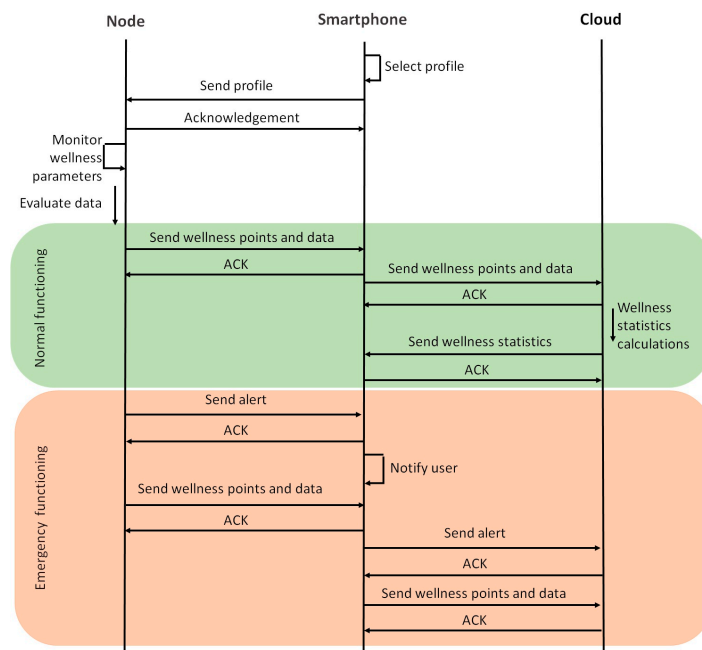 Node
Smartphone
Cloud
Select profile
Send profile
Acknowledgement
Monitor
wellness
parameters
Evaluate data
Normal functioning
Send wellness points and data
ACK
Send wellness points and data
ACK
Wellness
statistics
calculations
Send wellness statistics
ACK
Emergency functioning
Send alert
ACK
Notify user
Send wellness points and data
ACK
Send alert
ACK
Send wellness points and data
ACK